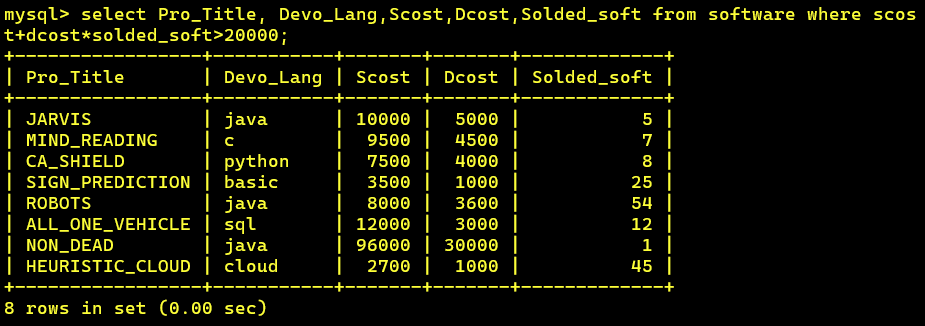 mysql> select Pro_Title, Devo_Lang,Scost,Dcost,Solded_soft from software where scos
t+dcost*solded_soft>20000;
+-----------------+-----------+-------+-------+-------------+
| Pro_Title       | Devo_Lang | Scost | Dcost | Solded_soft |
+-----------------+-----------+-------+-------+-------------+
| JARVIS          | java      | 10000 |  5000 |           5 |
| MIND_READING    | c         |  9500 |  4500 |           7 |
| CA_SHIELD       | python    |  7500 |  4000 |           8 |
| SIGN_PREDICTION | basic     |  3500 |  1000 |          25 |
| ROBOTS          | java      |  8000 |  3600 |          54 |
| ALL_ONE_VEHICLE | sql       | 12000 |  3000 |          12 |
| NON_DEAD        | java      | 96000 | 30000 |           1 |
| HEURISTIC_CLOUD | cloud     |  2700 |  1000 |          45 |
+-----------------+-----------+-------+-------+-------------+
8 rows in set (0.00 sec)